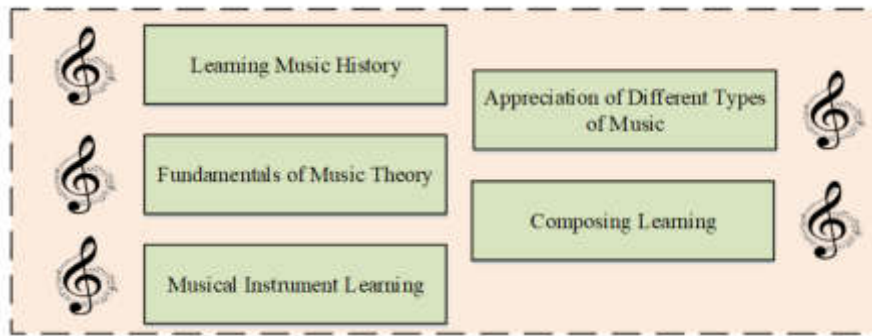 Learning Music History
Fundamentals of Music Theory
Musical Instrument Learning
Appreciation of Different Types
of Music
Composing Learning